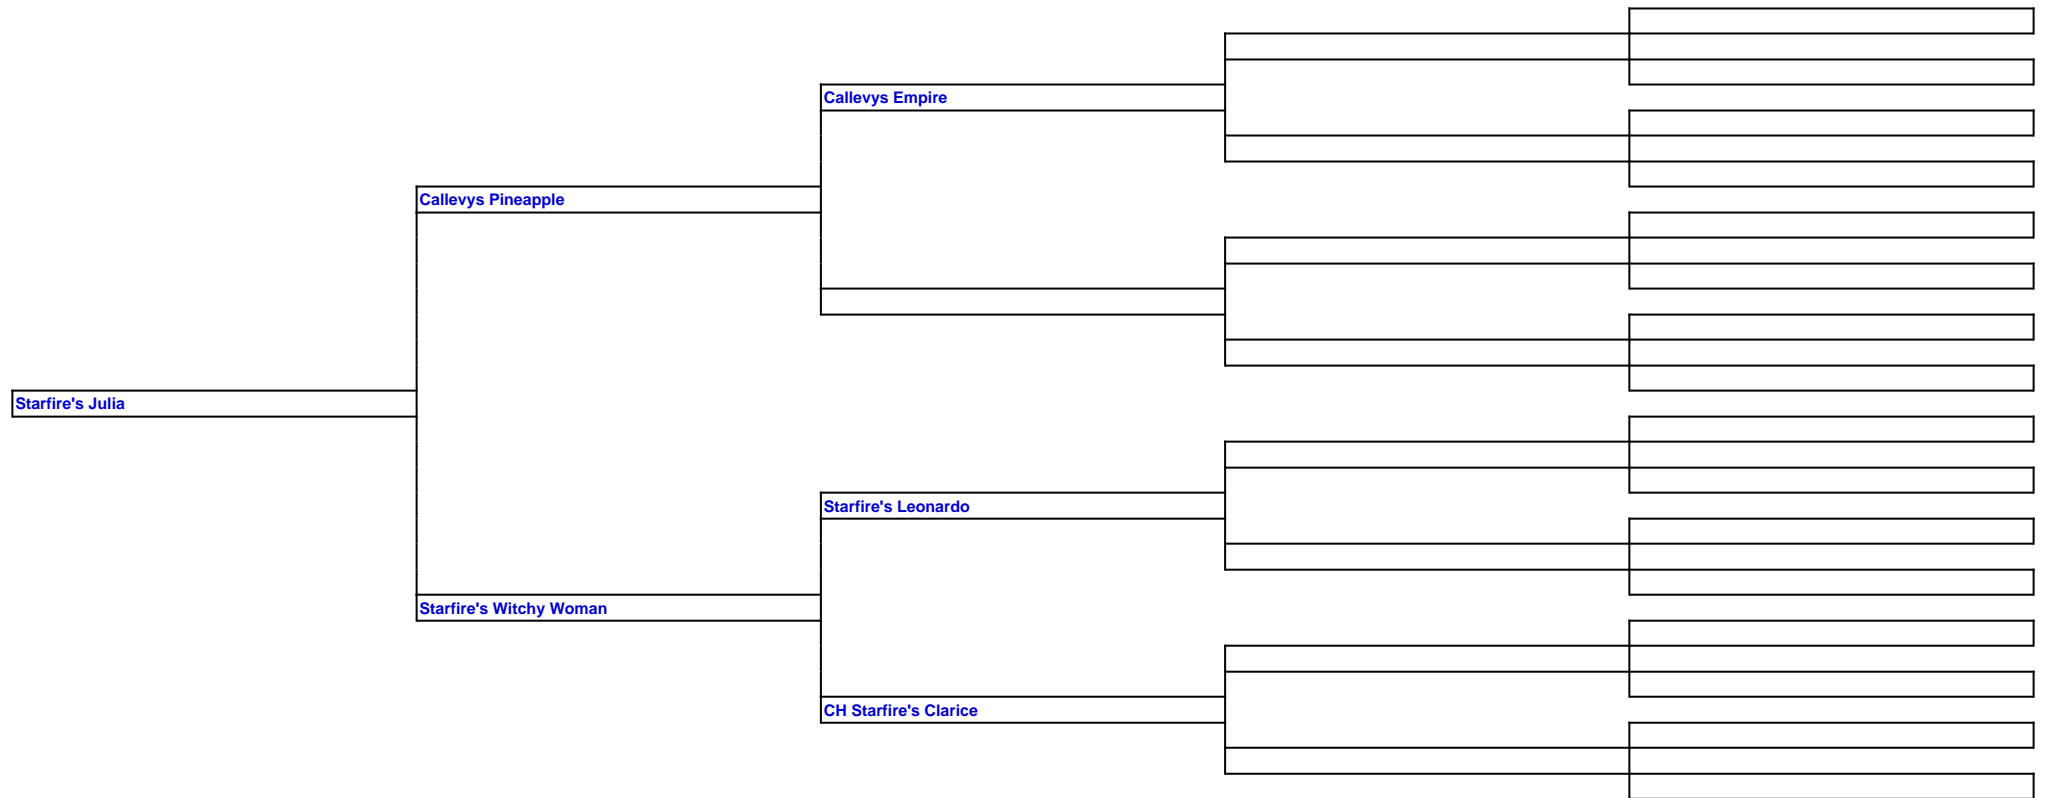 Callevys Empire
Callevys Pineapple
Starfire's Julia
Starfire's Leonardo
Starfire's Witchy Woman
CH Starfire's Clarice